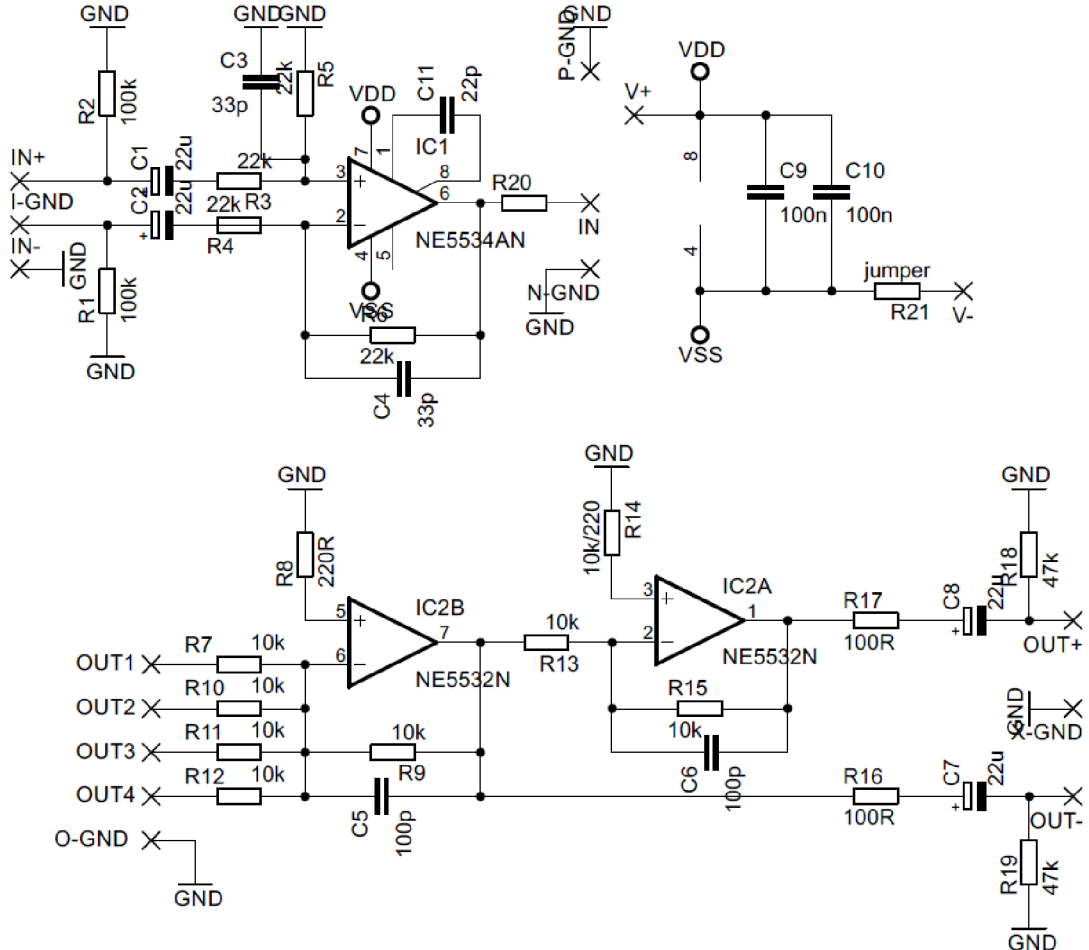 GND
GND
GND
GND
P-GND
VDD
C3
22k
R5
C11
22p
33p
R2
100k
VDD
V+
7
1
IC1
8
IN+
C1
22u
22k
3
+
8
6
R20
C9
100n
C10
100n
I-GND
C2
22u
22k
R3
R4
2
−
NE5534AN
IN
+
IN-
GND
4
5
4
N-GND
GND
jumper
R21
V-
R1
100k
VSS
R6
22k
VSS
GND
C4
33p
GND
GND
GND
R8
220R
10k/220
R14
R18
47k
5
+
IC2B
7
3
+
IC2A
1
R17
100R
C8
22u
+
R7
10k
6
−
NE5532N
10k
R13
2
−
NE5532N
OUT+
OUT1
R10
10k
R15
10k
OUT2
GND
X-GND
R11
10k
10k
R9
C6
100p
OUT3
R12
10k
R16
100R
C7
22u
+
OUT4
C5
100p
OUT-
O-GND
GND
R19
47k
GND